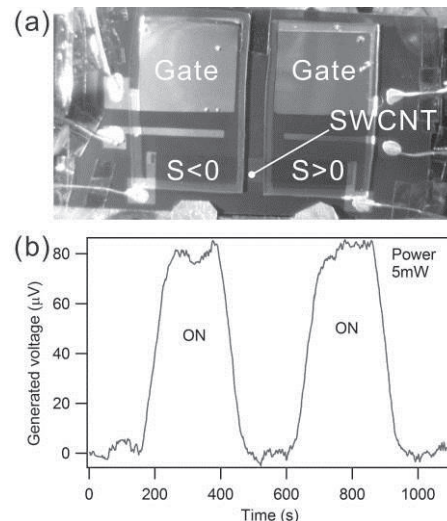 (a)
Gate
Gate
SWCNT
S<0
S>0
(b)
Generated voltage (μV)
80
60
40
20
0
ON
ON
Power
5mW
0
200
400
600
800
1000
Time (s)